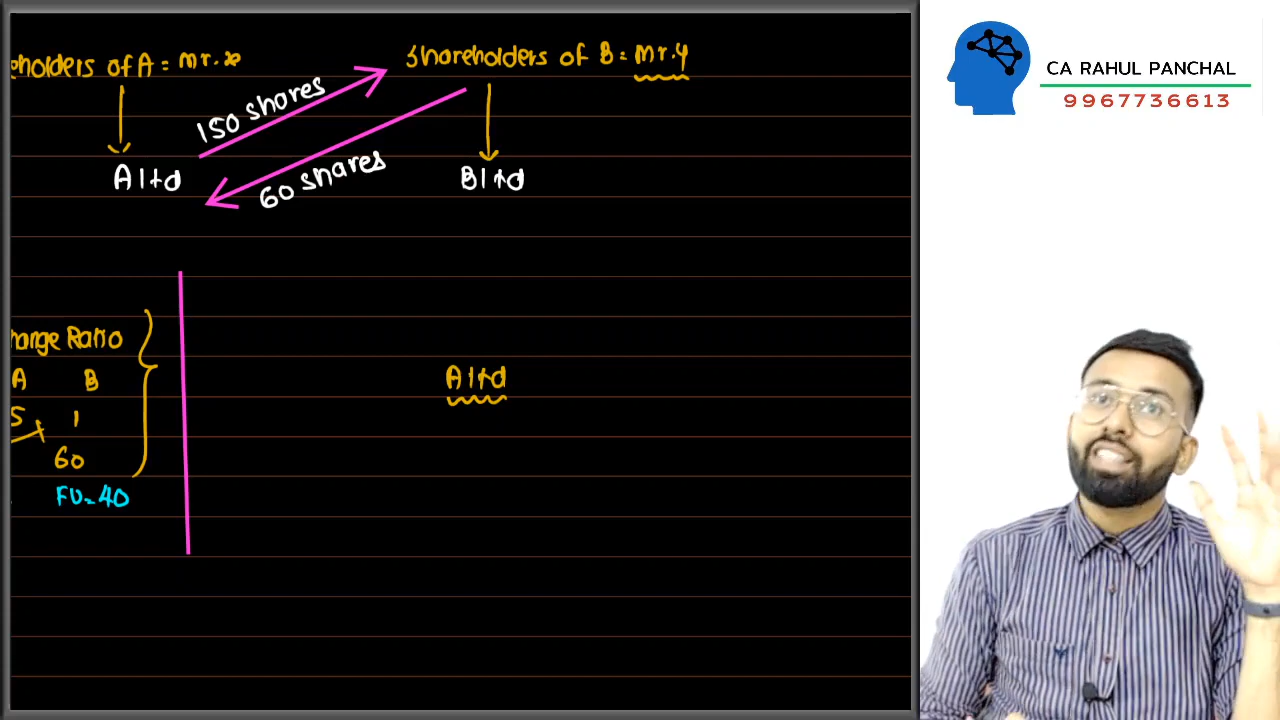 eholders of A = Mr. x
Shareholders of B = Mr. Y
150 shares
60 shares
A ltd
B ltd
hange Ratio
A B
5 : 1
60
FV = 40
A ltd
CA RAHUL PANCHAL
9967736613